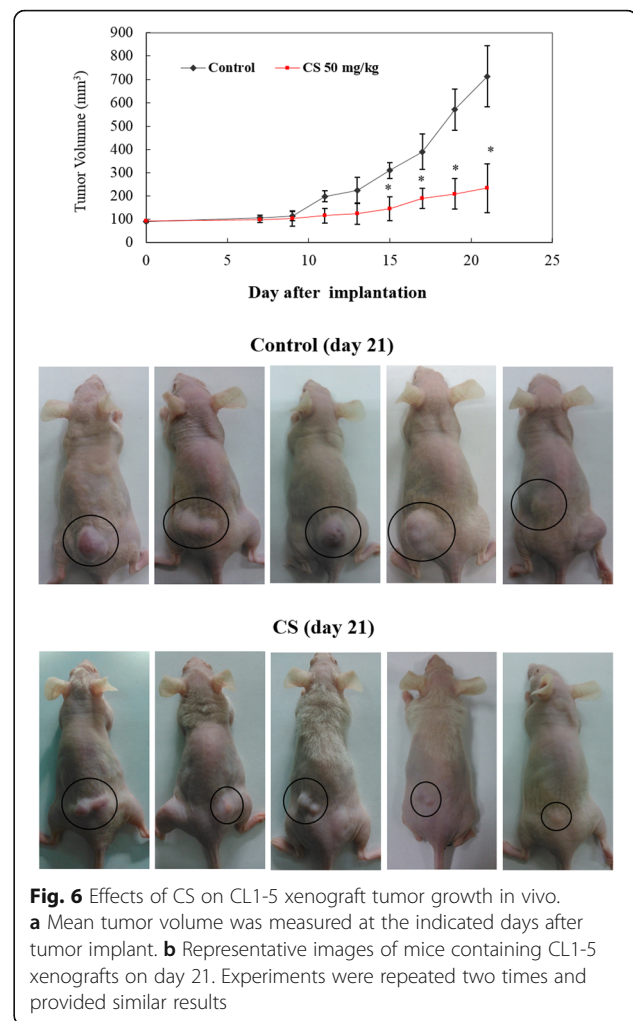 900
800
700
600
500
400
300
200
100
0
Tumor Volumne (mm³)
Control
CS 50 mg/kg
*
*
*
*
0 5 10 15 20 25
Day after implantation
Control (day 21)
CS (day 21)
Fig. 6 Effects of CS on CL1-5 xenograft tumor growth in vivo.
a Mean tumor volume was measured at the indicated days after
tumor implant. b Representative images of mice containing CL1-5
xenografts on day 21. Experiments were repeated two times and
provided similar results